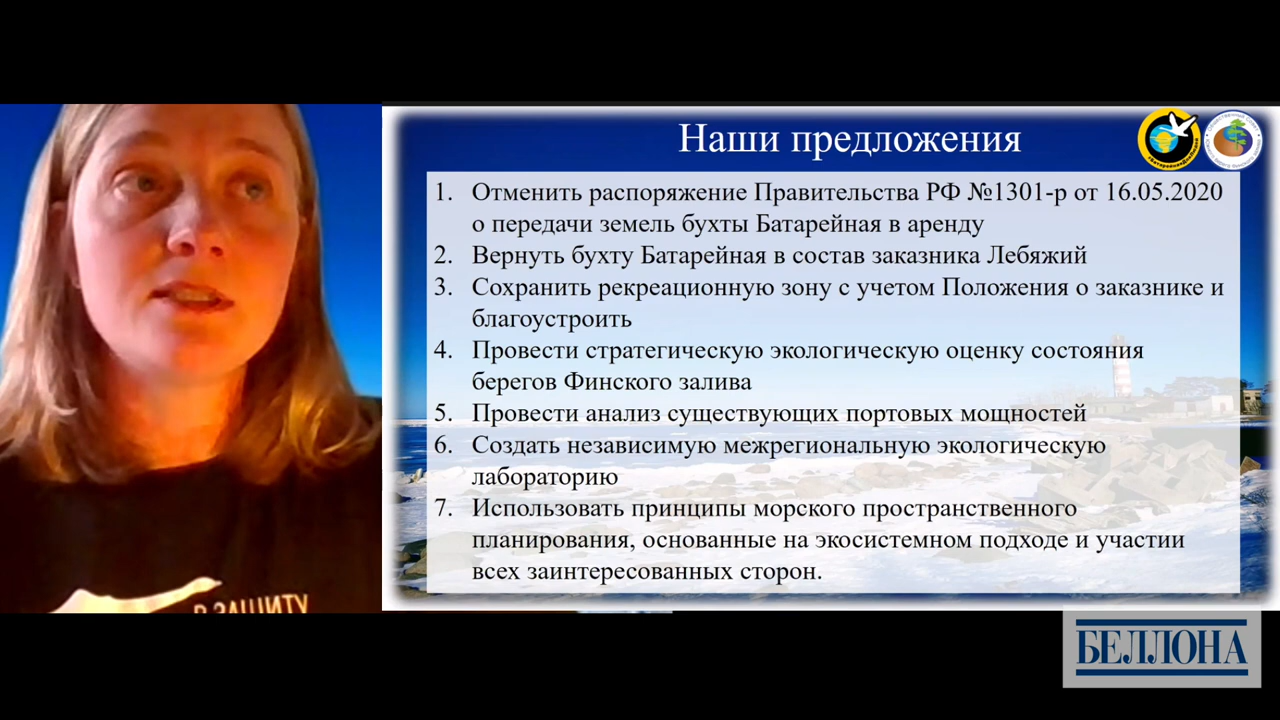 Наши предложения
1. Отменить распоряжение Правительства РФ №1301-р от 16.05.2020
о передачи земель бухты Батарейная в аренду
2. Вернуть бухту Батарейная в состав заказника Лебяжий
3. Сохранить рекреационную зону с учетом Положения о заказнике и
благоустроить
4. Провести стратегическую экологическую оценку состояния
берегов Финского залива
5. Провести анализ существующих портовых мощностей
6. Создать независимую межрегиональную экологическую
лабораторию
7. Использовать принципы морского пространственного
планирования, основанные на экосистемном подходе и участии
всех заинтересованных сторон.
В ЗАЩИТУ
БЕЛЛОНА